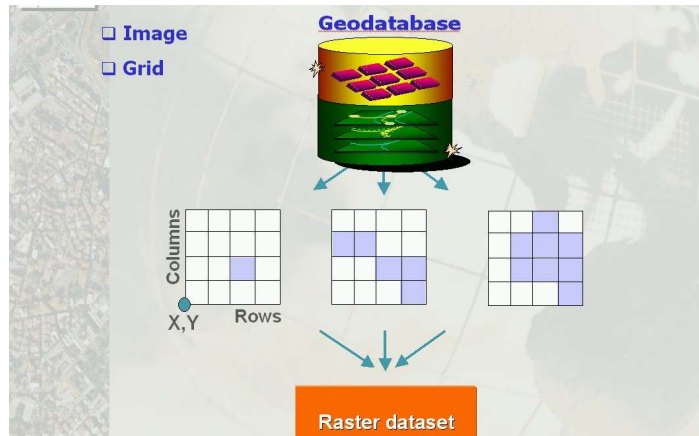 Geodatabase
Image
Grid
Columns
X,Y
Rows
Raster dataset